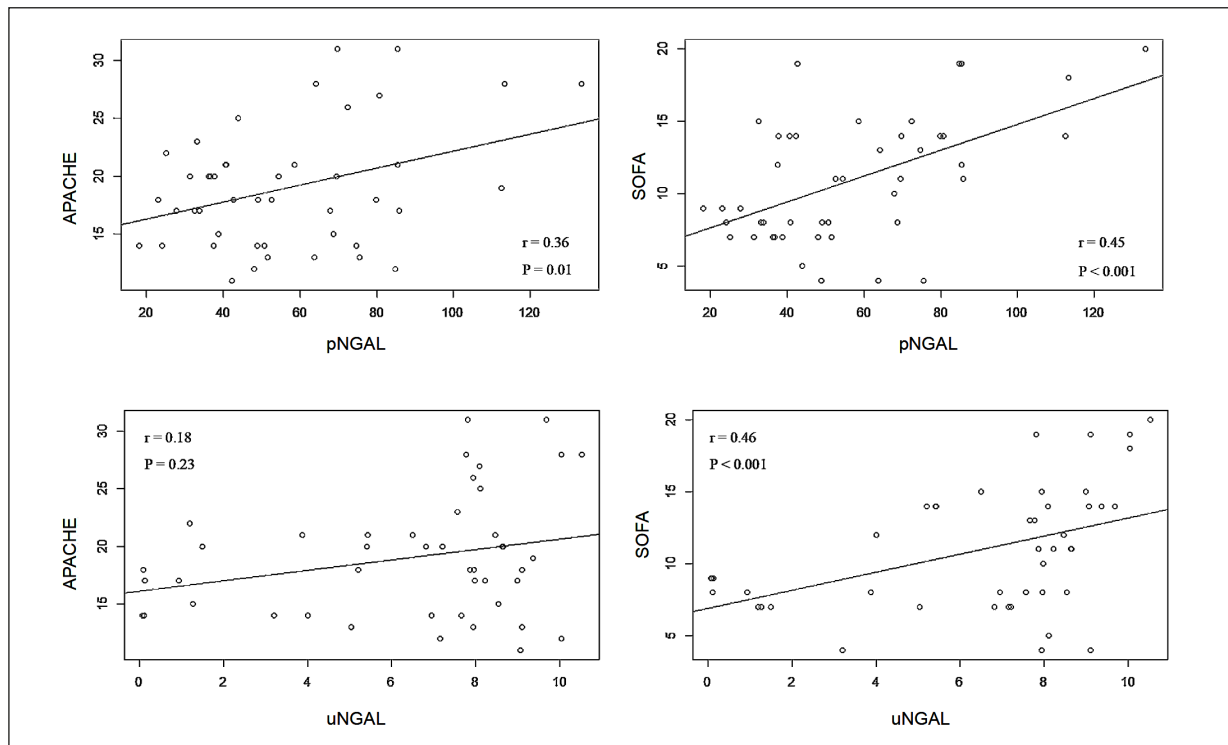 30
25
20
15
APACHE
r = 0.36
P = 0.01
20 40 60 80 100 120
pNGAL
20
15
10
5
SOFA
r = 0.45
P < 0.001
20 40 60 80 100 120
pNGAL
30
25
20
15
APACHE
r = 0.18
P = 0.23
0 2 4 6 8 10
uNGAL
20
15
10
5
SOFA
r = 0.46
P < 0.001
0 2 4 6 8 10
uNGAL